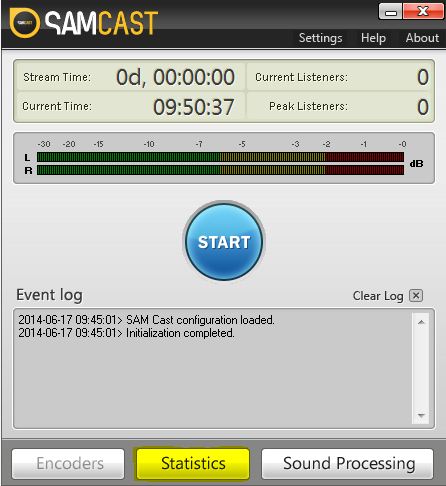 SAMCAST
Settings Help About
Stream Time: 0d, 00:00:00 Current Listeners: 0
Current Time: 09:50:37 Peak Listeners: 0
-30 -20 -15 -10 -7 -5 -3 -2 -1 -0
L
R
dB
START
Event log Clear Log
2014-06-17 09:45:01> SAM Cast configuration loaded.
2014-06-17 09:45:01> Initialization completed.
Encoders Statistics Sound Processing